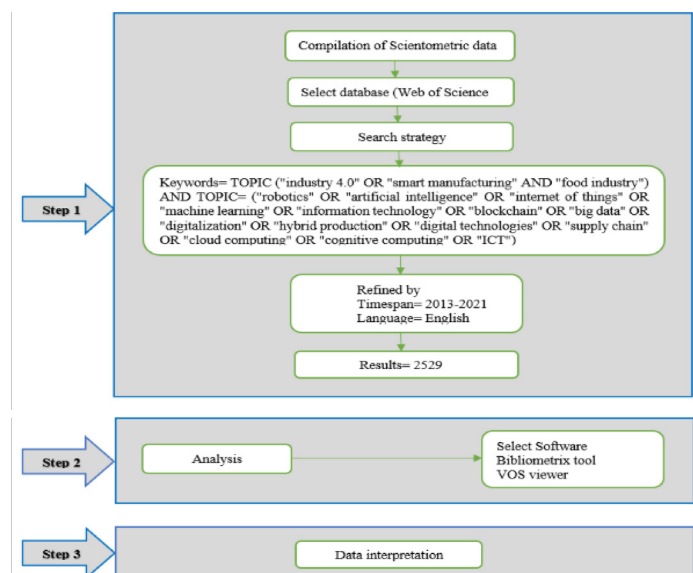 Compilation of Scientometric data
Select database (Web of Science
Search strategy
Step 1
Keywords= TOPIC ("industry 4.0" OR "smart manufacturing" AND "food industry")
AND TOPIC= ("robotics" OR "artificial intelligence" OR "internet of things" OR
"machine learning" OR "information technology" OR "blockchain" OR "big data" OR
"digitalization" OR "hybrid production" OR "digital technologies" OR "supply chain"
OR "cloud computing" OR "cognitive computing" OR "ICT")
Refined by
Timespan= 2013-2021
Language= English
Results= 2529
Step 2
Analysis
Select Software
Bibliometrix tool
VOS viewer
Step 3
Data interpretation